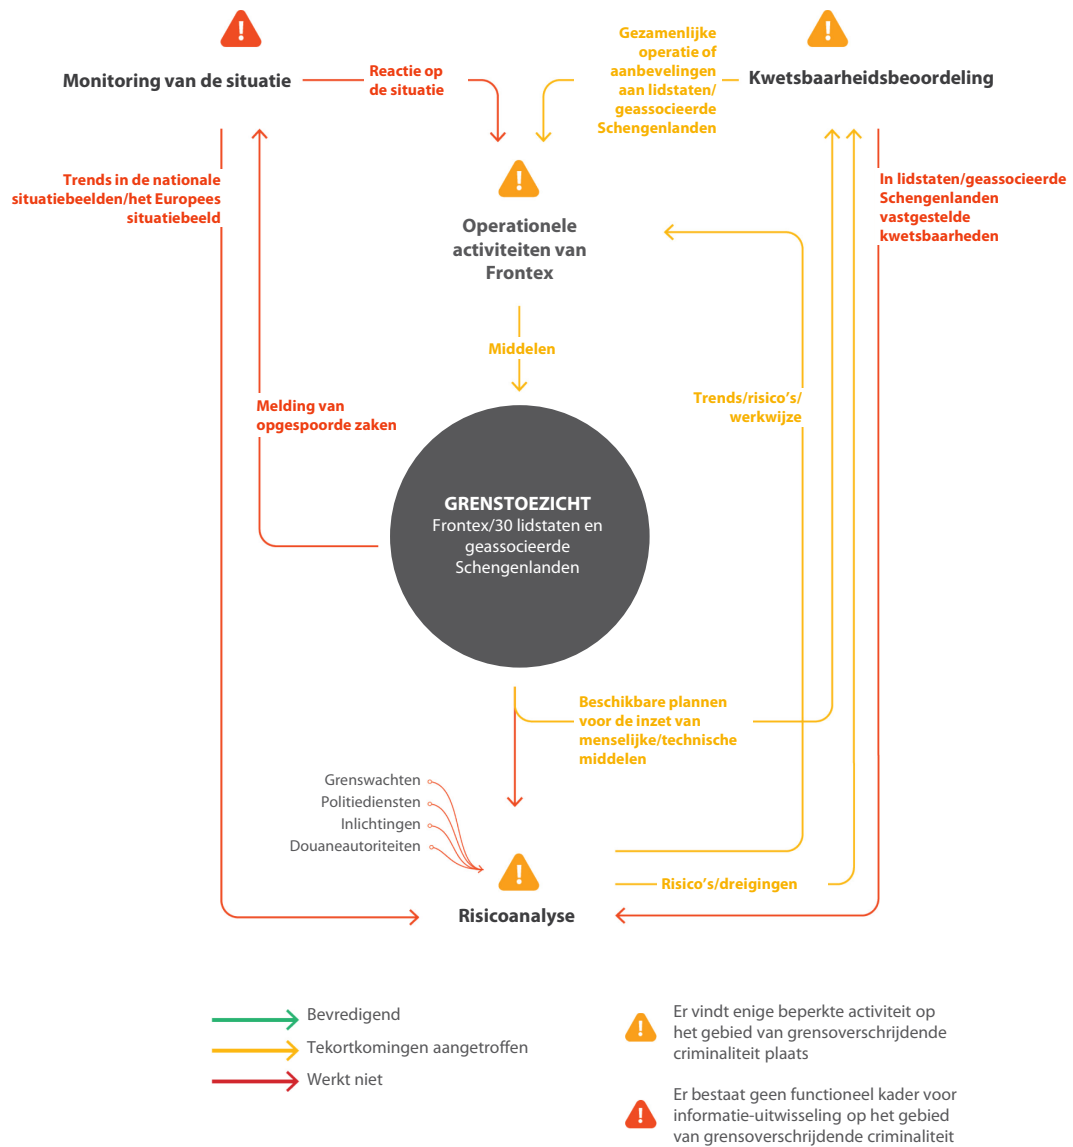 Monitoring van de situatie
Reactie op
de situatie
Gezamenlijke
operatie of
aanbevelingen
aan lidstaten/
geassocieerde
Schengenlanden
Kwetsbaarheidsbeoordeling
Trends in de nationale
situatiebeelden/het Europees
situatiebeeld
In lidstaten/geassocieerde
Schengenlanden
vastgestelde
kwetsbaarheden
Operationele
activiteiten van
Frontex
Middelen
Melding van
opgespoorde zaken
Trends/risico's/
werkwijze
GRENSTOEZICHT
Frontex/30 lidstaten en
geassocieerde
Schengenlanden
Beschikbare plannen
voor de inzet van
menselijke/technische
middelen
Grenswachten
Politiediensten
Inlichtingen
Douaneautoriteiten
Risico's/dreigingen
Risicoanalyse
Bevredigend
Tekortkomingen aangetroffen
Werkt niet
Er vindt enige beperkte activiteit op
het gebied van grensoverschrijdende
criminaliteit plaats
Er bestaat geen functioneel kader voor
informatie-uitwisseling op het gebied
van grensoverschrijdende criminaliteit